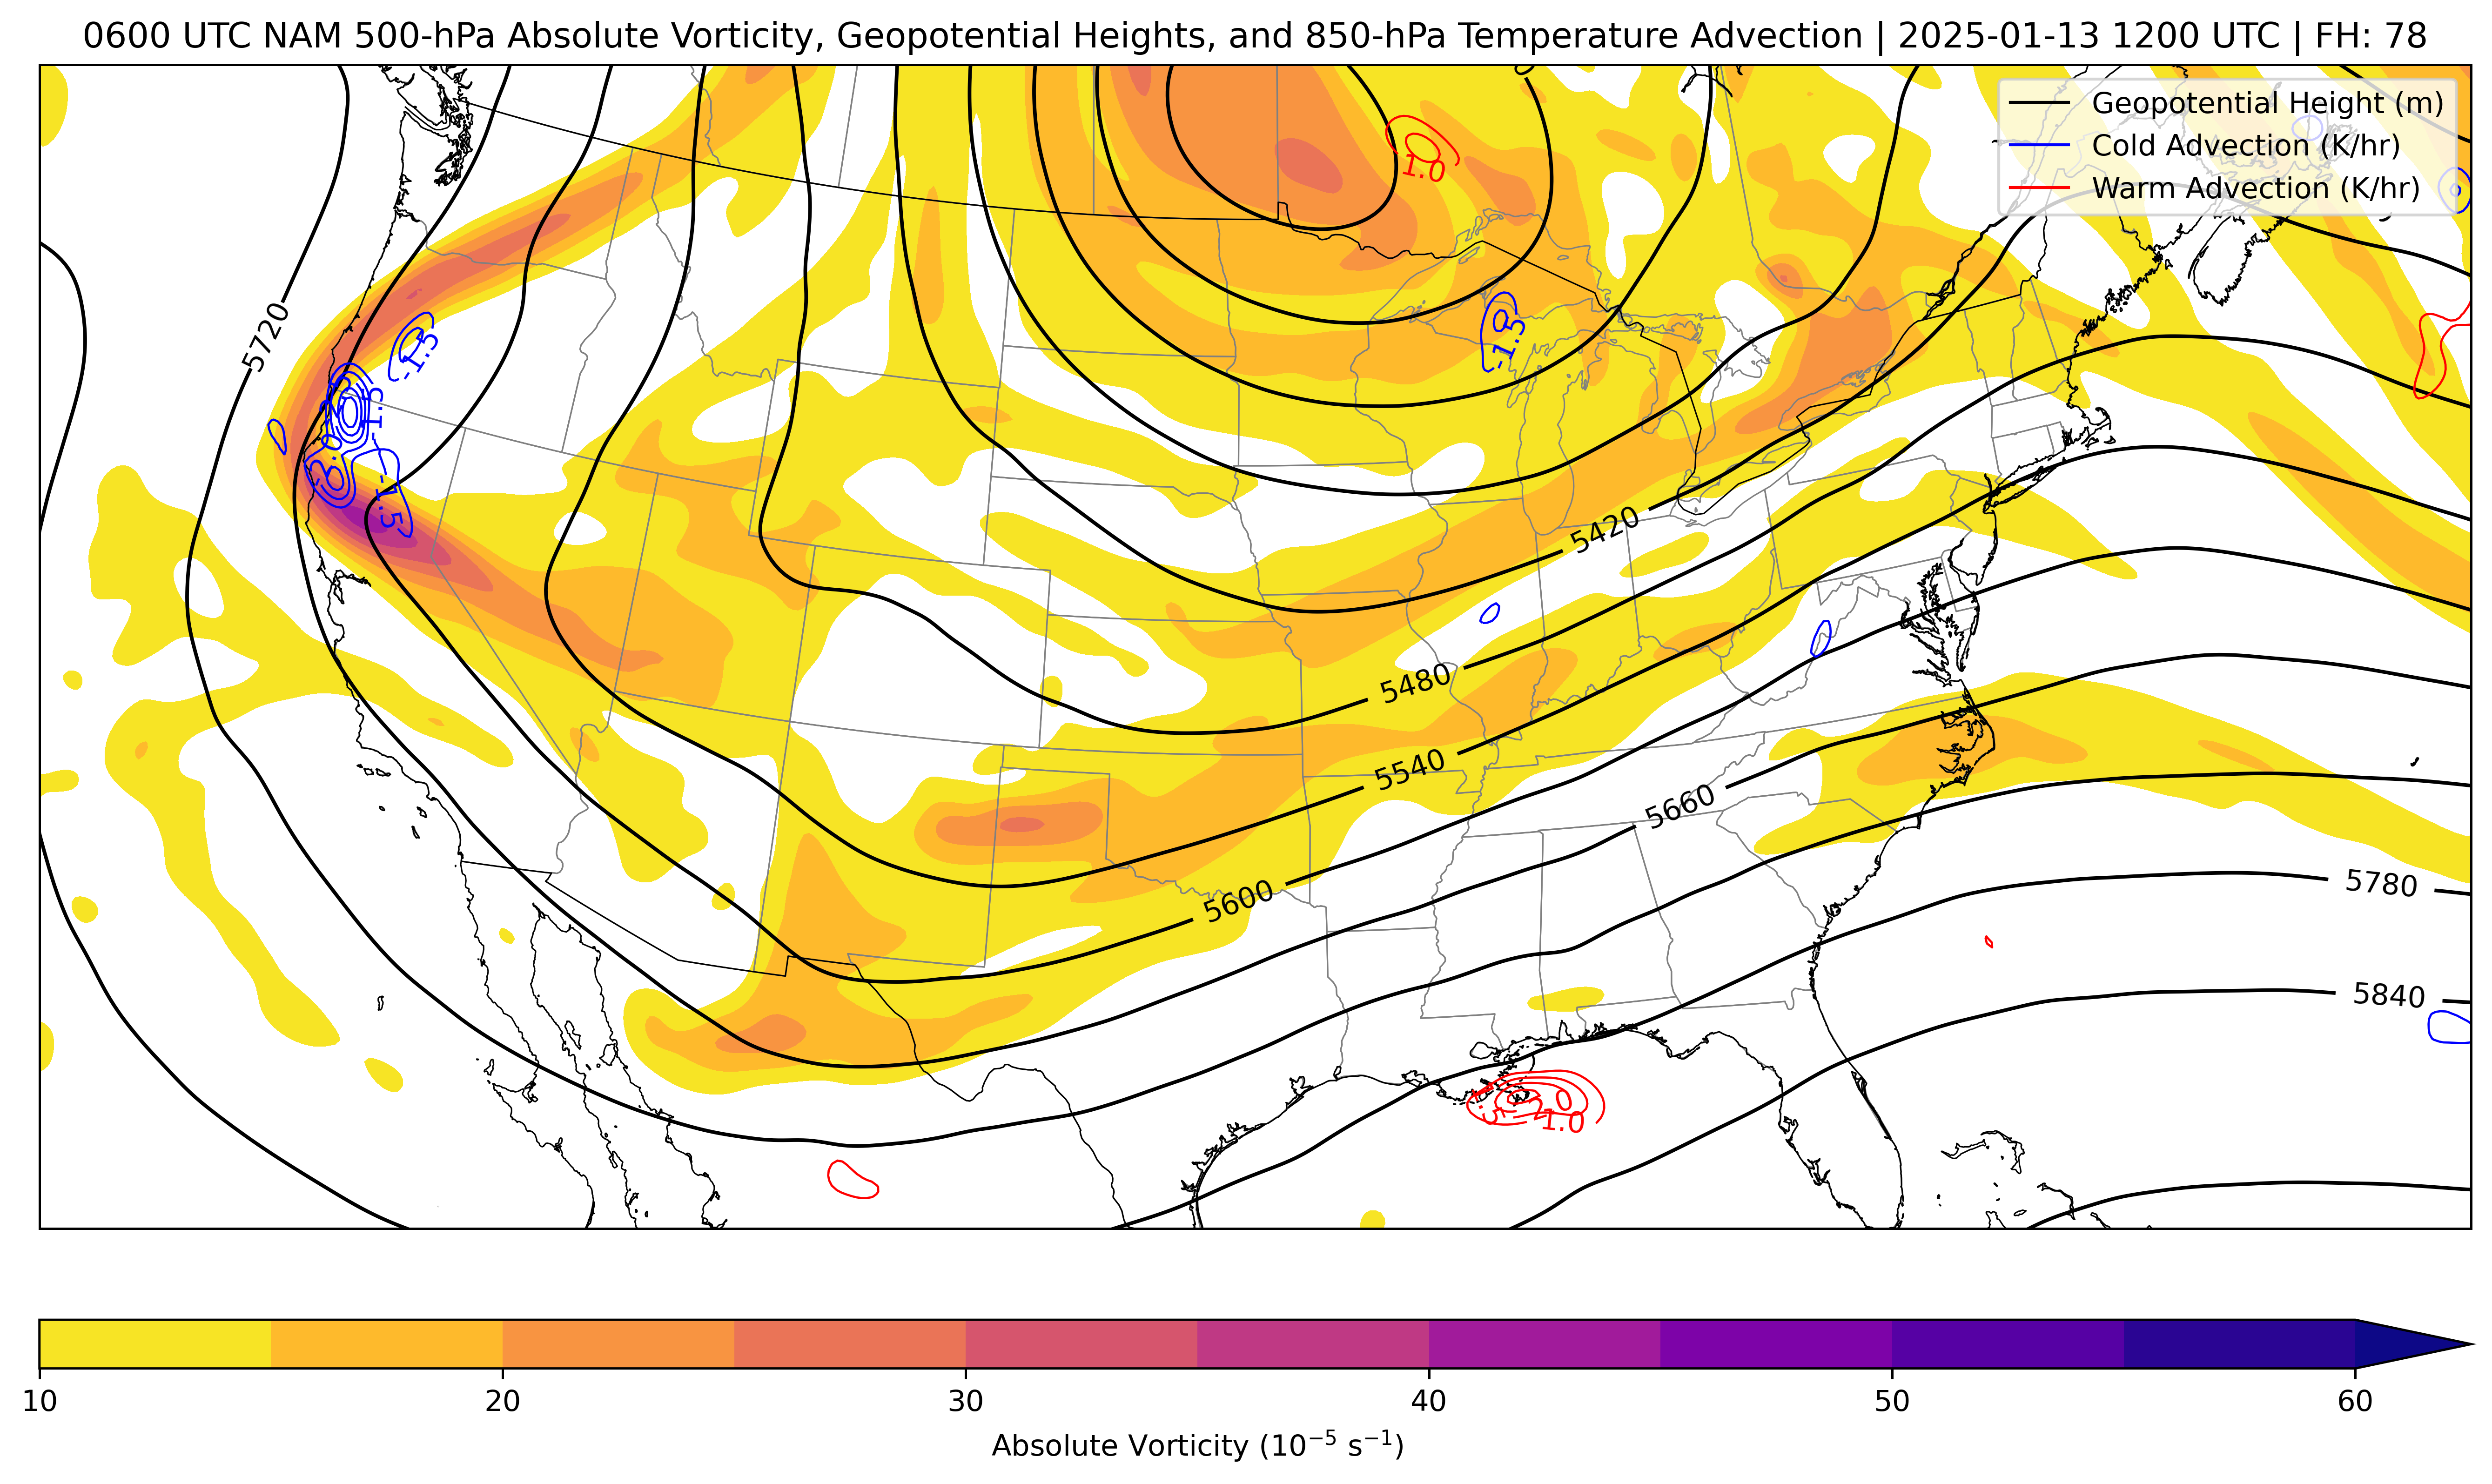 0600 UTC NAM 500-hPa Absolute Vorticity, Geopotential Heights, and 850-hPa Temperature Advection | 2025-01-13 1200 UTC | FH: 78
Geopotential Height (m)
Cold Advection (K/hr)
Warm Advection (K/hr)
1.0
5720
-1.5
-1.5
-1.5
-1.5
5420
5480
5540
5660
5600
5780
5840
1.0
10 20 30 40 50 60
Absolute Vorticity (10⁻⁵ s⁻¹)